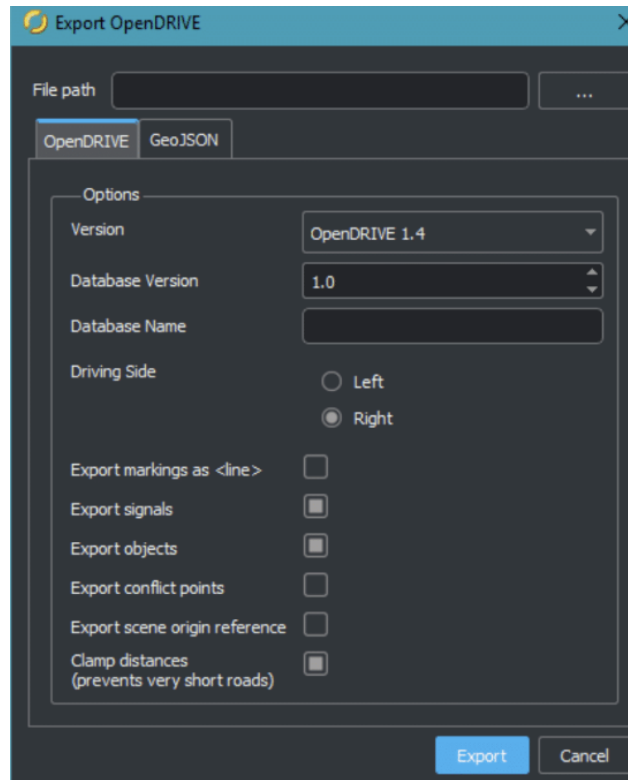 Export OpenDRIVE
File path
...
OpenDRIVE GeoJSON
Options
Version OpenDRIVE 1.4
Database Version 1.0
Database Name
Driving Side
Left
Right
Export markings as <line>
Export signals
Export objects
Export conflict points
Export scene origin reference
Clamp distances
(prevents very short roads)
Export Cancel